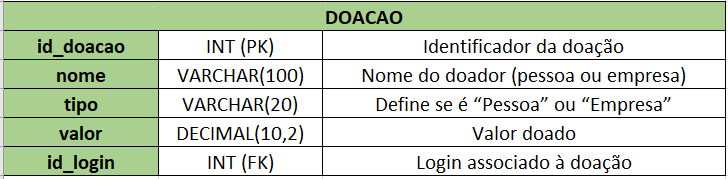 DOACAO
id_doacao INT (PK) Identificador da doação
nome VARCHAR(100) Nome do doador (pessoa ou empresa)
tipo VARCHAR(20) Define se é “Pessoa” ou “Empresa”
valor DECIMAL(10,2) Valor doado
id_login INT (FK) Login associado à doação